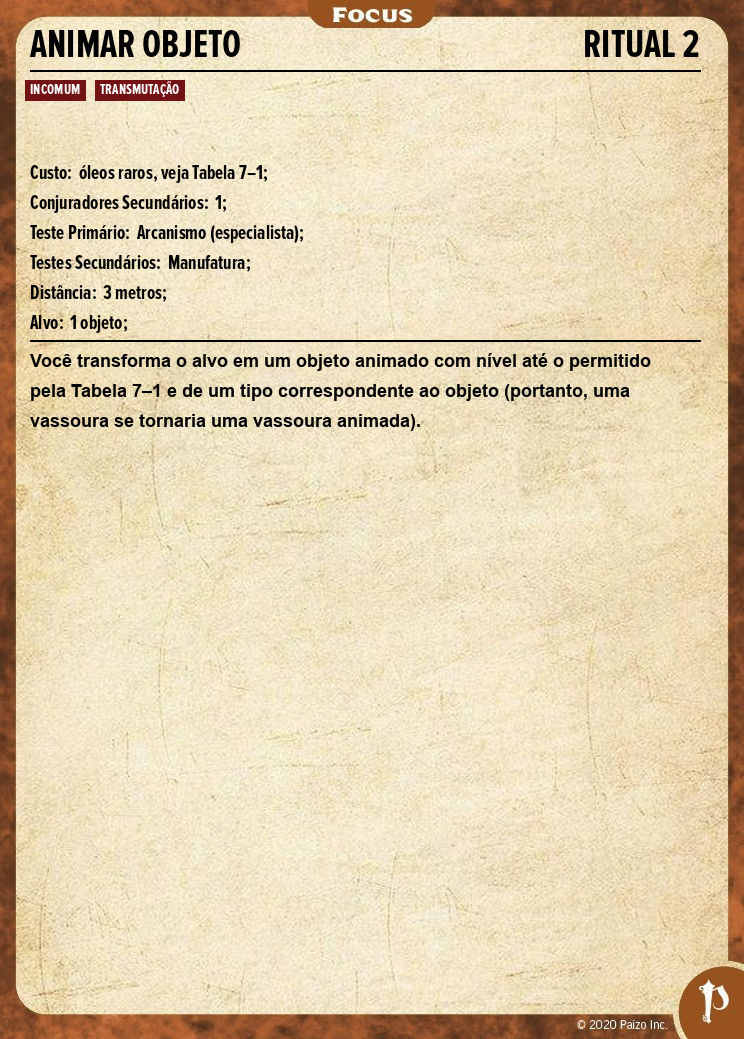 Focus
ANIMAR OBJETO RITUAL 2
INCOMUM TRANSMUTAÇÃO
Custo: óleos raros, veja Tabela 7–1;
Conjuradores Secundários: 1;
Teste Primário: Arcanismo (especialista);
Testes Secundários: Manufatura;
Distância: 3 metros;
Alvo: 1 objeto;
Você transforma o alvo em um objeto animado com nível até o permitido
pela Tabela 7–1 e de um tipo correspondente ao objeto (portanto, uma
vassoura se tornaria uma vassoura animada).
© 2020 Paizo Inc.
P